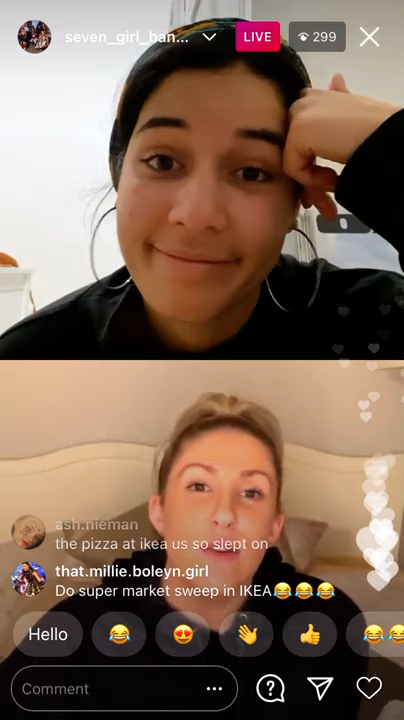 seven_girl_ban...
LIVE
299
ash.nieman
the pizza at ikea us so slept on
that.millie.boleyn.girl
Do super market sweep in IKEA😂😂😂
Hello
😂
😍
👋
👍
😂😂
Comment